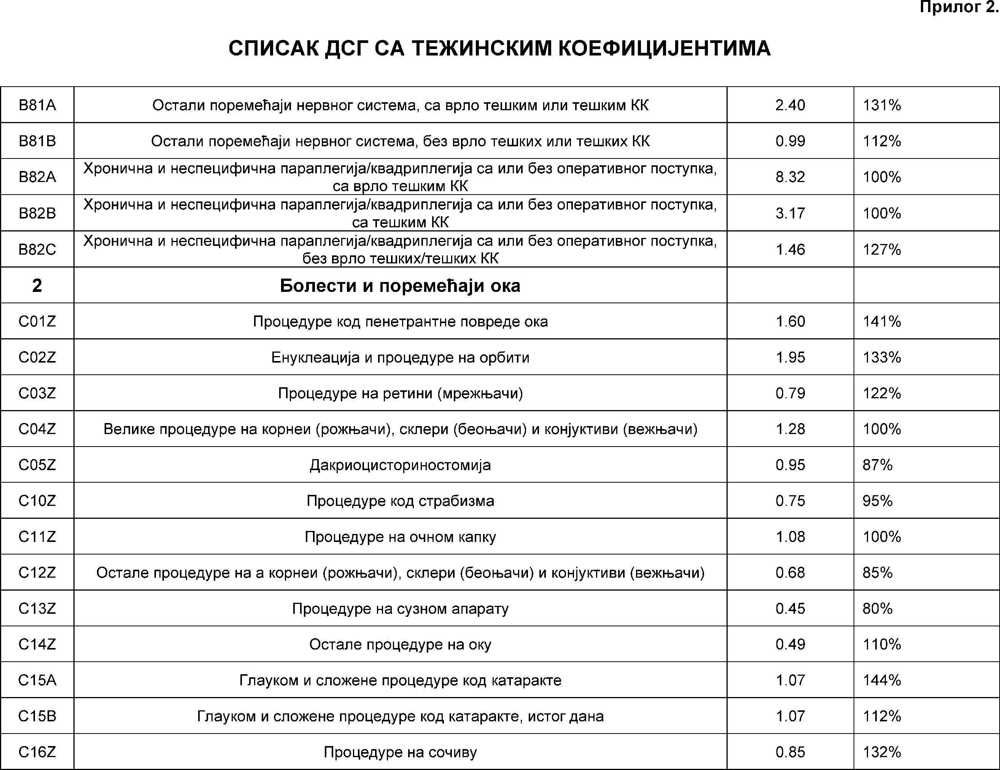 Прилог 2.
СПИСАК ДСГ СА ТЕЖИНСКИМ КОЕФИЦИЈЕНТИМА
B81A Остали поремећаји нервног система, са врло тешким или тешким КК 2.40 131%
B81B Остали поремећаји нервног система, без врло тешких или тешких КК 0.99 112%
B82A Хронична и неспецифична параплегија/квадриплегија са или без оперативног поступка, са врло тешким КК 8.32 100%
B82B Хронична и неспецифична параплегија/квадриплегија са или без оперативног поступка, са тешким КК 3.17 100%
B82C Хронична и неспецифична параплегија/квадриплегија са или без оперативног поступка, без врло тешких/тешких КК 1.46 127%
2 Болести и поремећаји ока
C01Z Процедуре код пенетрантне повреде ока 1.60 141%
C02Z Енуклеација и процедуре на орбити 1.95 133%
C03Z Процедуре на ретини (мрежњачи) 0.79 122%
C04Z Велике процедуре на корнеи (рожњачи), склери (беоњачи) и конјуктиви (вежњачи) 1.28 100%
C05Z Дакриоцисториностомија 0.95 87%
C10Z Процедуре код страбизма 0.75 95%
C11Z Процедуре на очном капку 1.08 100%
C12Z Остале процедуре на а корнеи (рожњачи), склери (беоњачи) и конјуктиви (вежњачи) 0.68 85%
C13Z Процедуре на сузном апарату 0.45 80%
C14Z Остале процедуре на оку 0.49 110%
C15A Глауком и сложене процедуре код катаракте 1.07 144%
C15B Глауком и сложене процедуре код катаракте, истог дана 1.07 112%
C16Z Процедуре на сочиву 0.85 132%